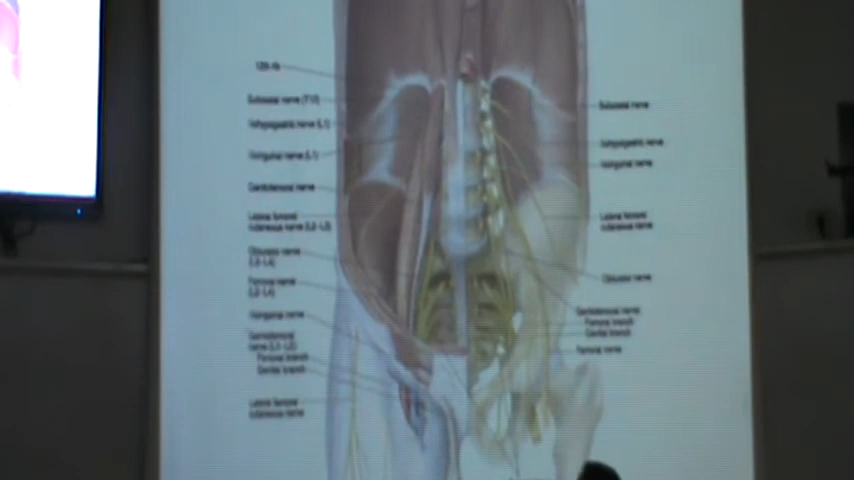 12th rib
Subcostal nerve (T12)
Iliohypogastric nerve (L1)
Ilioinguinal nerve (L1)
Genitofemoral nerve
Lateral femoral
cutaneous nerve (L2–L3)
Obturator nerve
(L2–L4)
Femoral nerve
(L2–L4)
Ilioinguinal nerve
Genitofemoral
nerve (L1–L2)
Femoral branch
Genital branch
Lateral femoral
cutaneous nerve
Subcostal nerve
Iliohypogastric nerve
Ilioinguinal nerve
Lateral femoral
cutaneous nerve
Obturator nerve
Genitofemoral nerve
Femoral branch
Genital branch
Femoral nerve